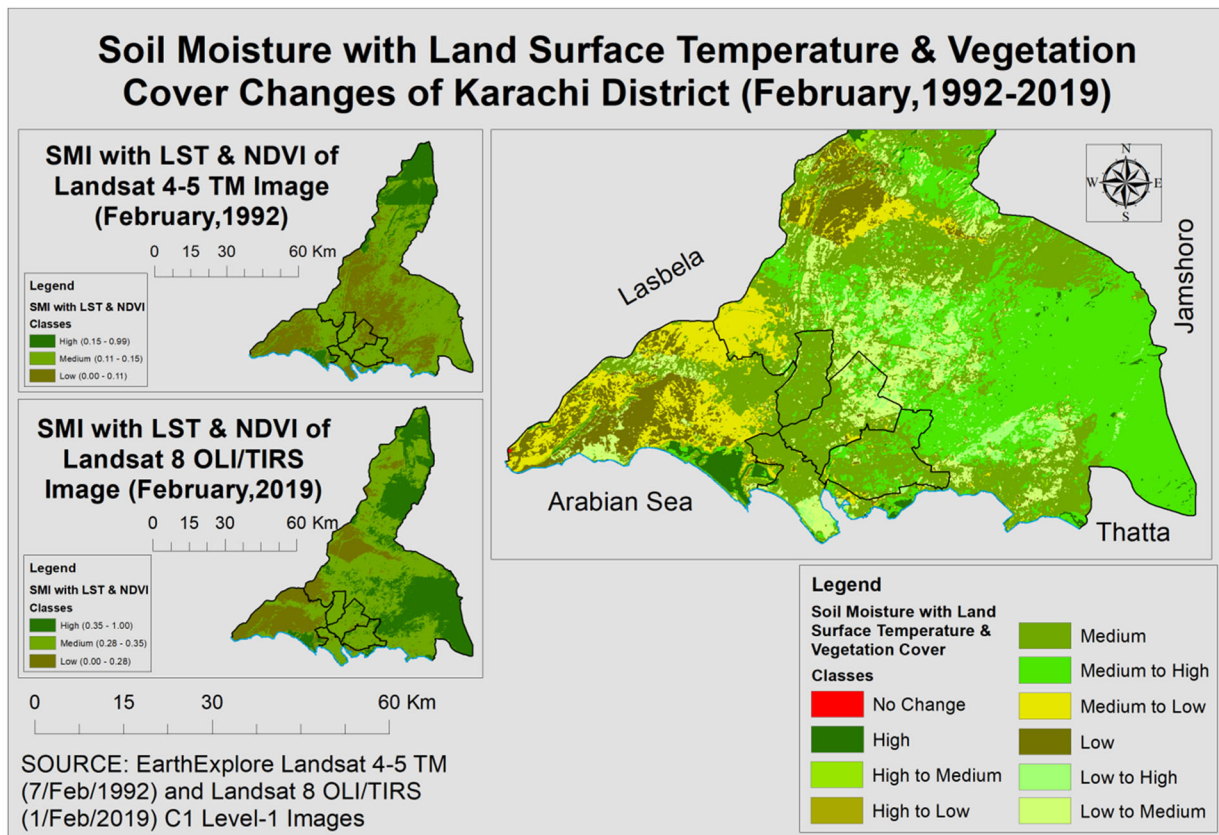 Soil Moisture with Land Surface Temperature & Vegetation
Cover Changes of Karachi District (February,1992-2019)
SMI with LST & NDVI of
Landsat 4-5 TM Image
(February,1992)
0 15 30 60 Km
Legend
SMI with LST & NDVI
Classes
High (0.15 - 0.99)
Medium (0.11 - 0.15)
Low (0.00 - 0.11)
SMI with LST & NDVI of
Landsat 8 OLI/TIRS
Image (February,2019)
0 15 30 60 Km
Legend
SMI with LST & NDVI
Classes
High (0.35 - 1.00)
Medium (0.28 - 0.35)
Low (0.00 - 0.28)
0 15 30 60 Km
SOURCE: EarthExplore Landsat 4-5 TM
(7/Feb/1992) and Landsat 8 OLI/TIRS
(1/Feb/2019) C1 Level-1 Images
N
W E
S
Lasbela
Jamshoro
Arabian Sea
Thatta
Legend
Soil Moisture with Land
Surface Temperature &
Vegetation Cover
Classes
No Change
High
High to Medium
High to Low
Medium
Medium to High
Medium to Low
Low
Low to High
Low to Medium